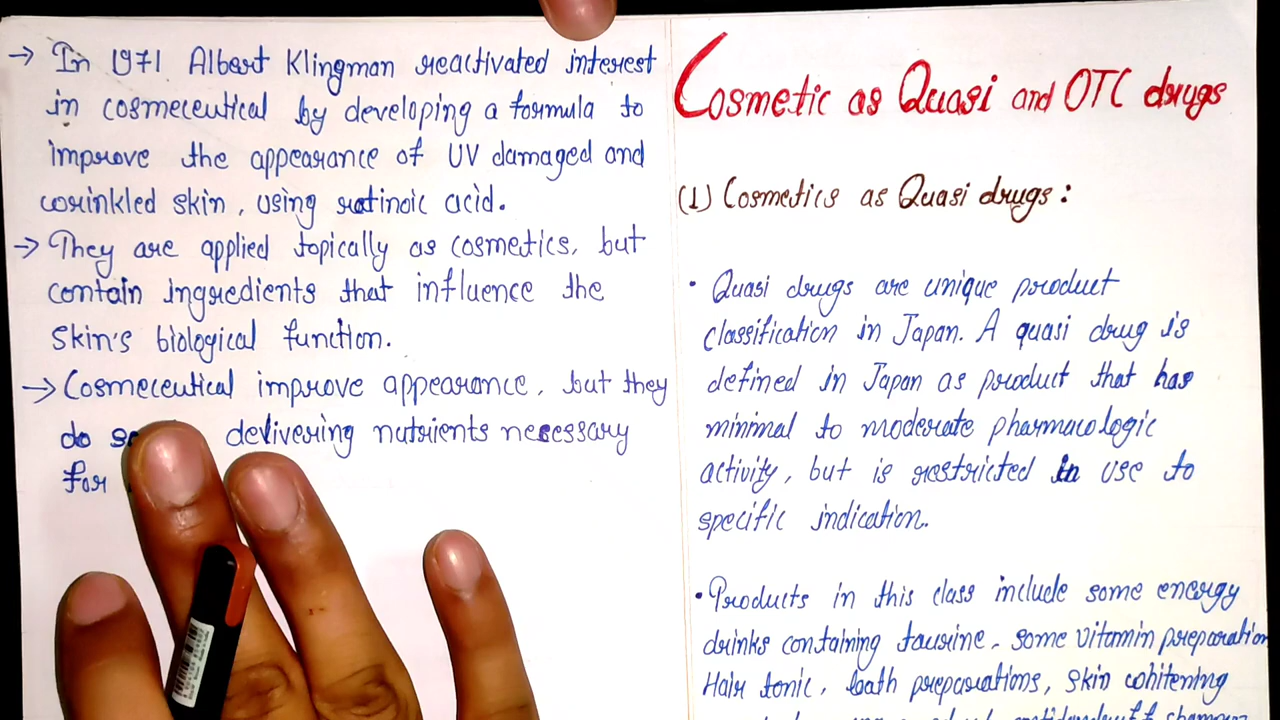 → In 1971 Albert Klingman reactivated interest
in cosmeceutical by developing a formula to
improve the appearance of UV damaged and
wrinkled skin, using retinoic acid.
→ They are applied topically as cosmetics, but
contain ingredients that influence the
skin's biological function.
→ Cosmeceutical improve appearance, but they
do delivering nutrients necessary
for
Cosmetic as Quasi and OTC drugs
(1) Cosmetics as Quasi drugs :
• Quasi drugs are unique product
classification in Japan. A quasi drug is
defined in Japan as product that has
minimal to moderate pharmacologic
activity, but is restricted in use to
specific indication.
• Products in this class include some energy
drinks containing taurine, some vitamin preparation
Hair tonic, bath preparations, skin whitening